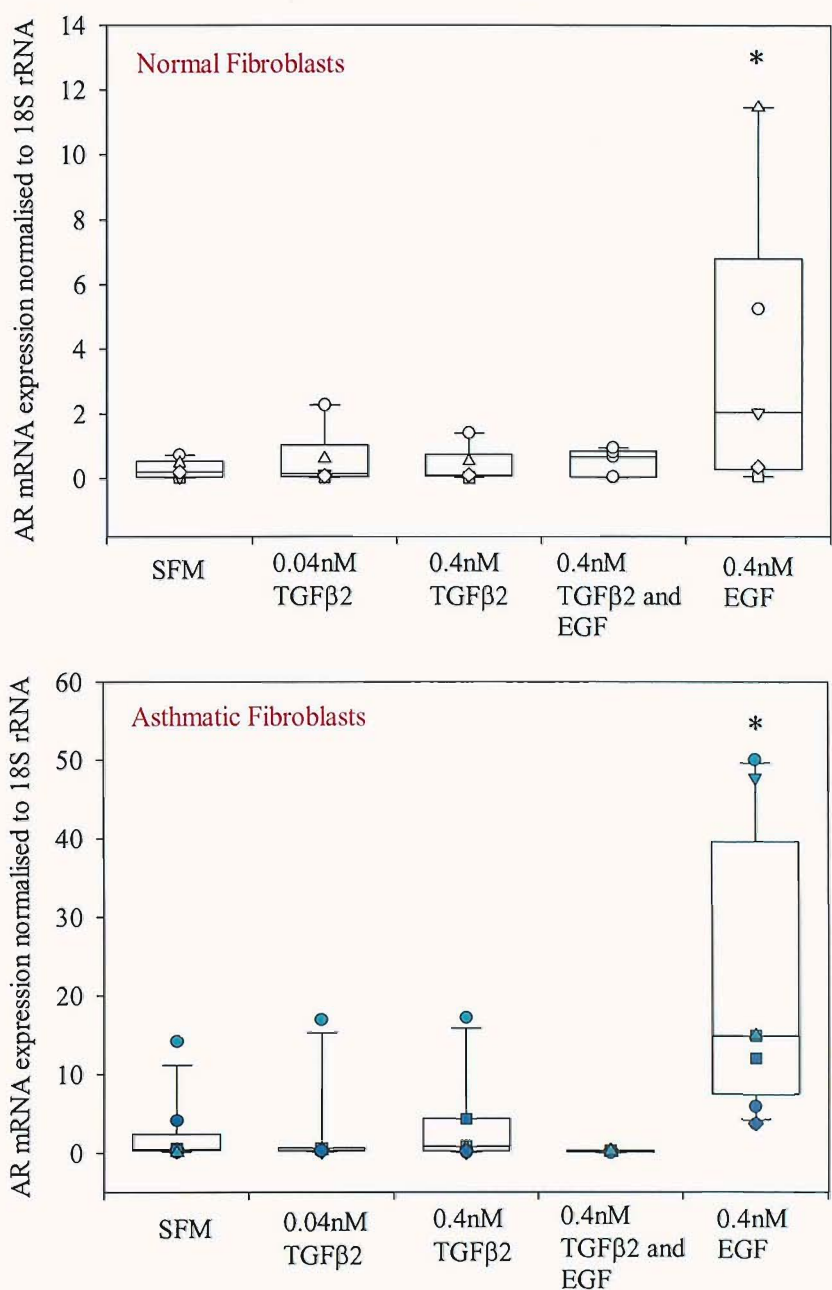 AR mRNA expression normalised to 18S rRNA
14
12
10
8
6
4
2
0
Normal Fibroblasts
*
SFM
0.04nM
TGFβ2
0.4nM
TGFβ2
0.4nM
TGFβ2 and
EGF
0.4nM
EGF
AR mRNA expression normalised to 18S rRNA
60
50
40
30
20
10
0
Asthmatic Fibroblasts
*
SFM
0.04nM
TGFβ2
0.4nM
TGFβ2
0.4nM
TGFβ2 and
EGF
0.4nM
EGF